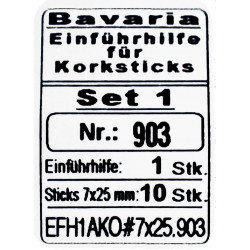 Bavaria
Einführhilfe
für
Korksticks
Set 1
Nr.: 903
Einführhilfe: 1 Stk.
Sticks 7x25 mm: 10 Stk.
EFH1AKO#7x25.903